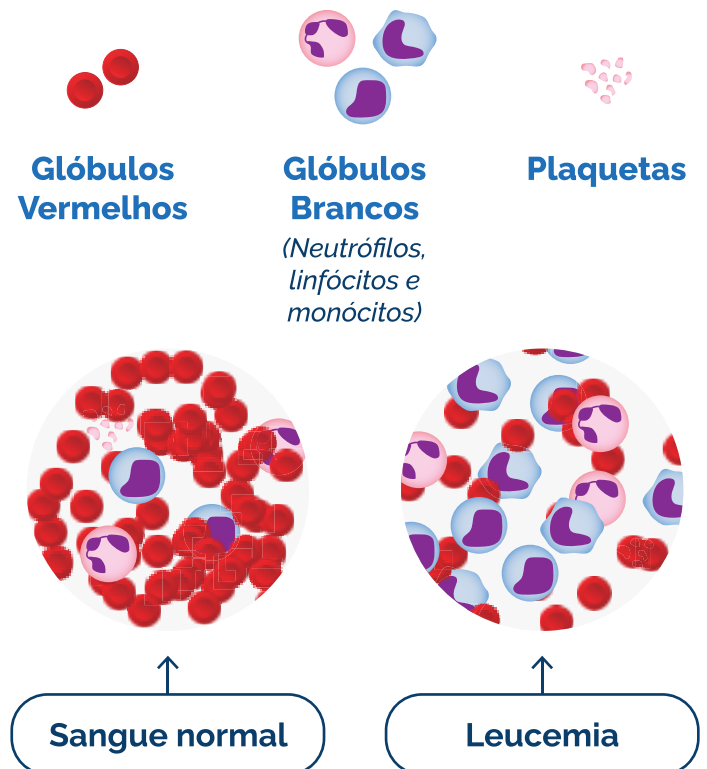 Glóbulos
Vermelhos
Glóbulos
Brancos
(Neutrófilos,
linfócitos e
monócitos)
Plaquetas
Sangue normal
Leucemia